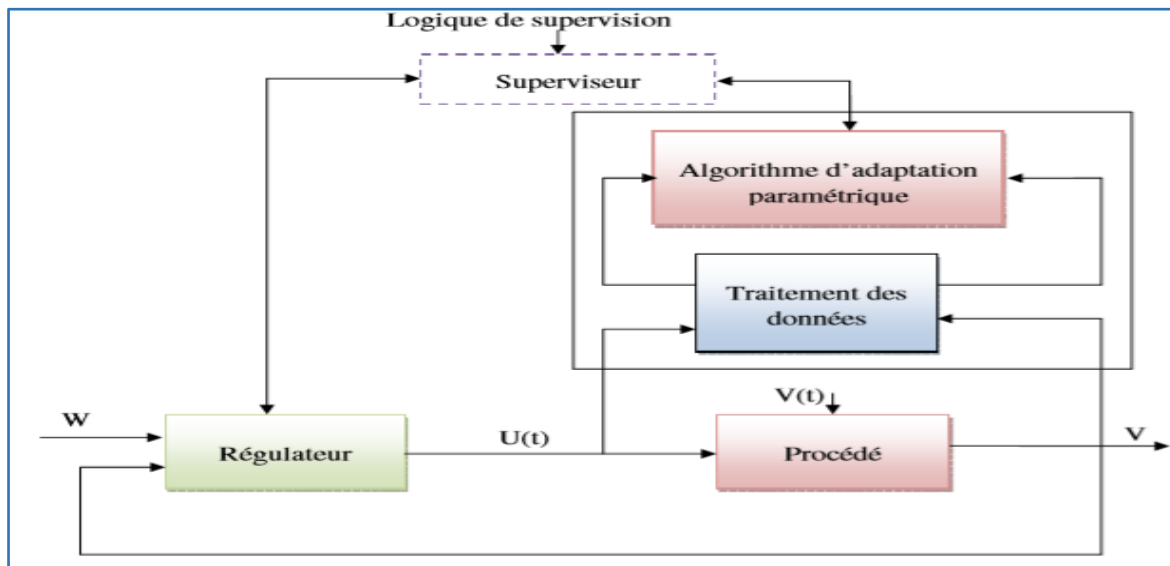 Logique de supervision
Superviseur
Algorithme d'adaptation
paramétrique
Traitement des
données
W
Régulateur
U(t)
V(t)
Procédé
V